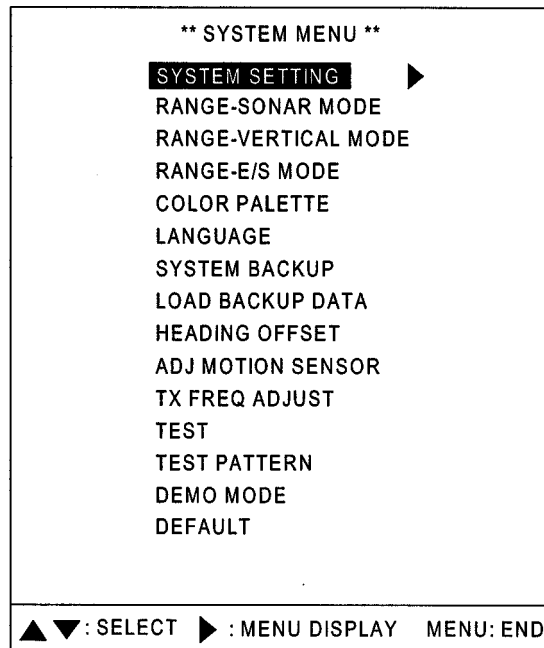 ** SYSTEM MENU **
SYSTEM SETTING ▶
RANGE-SONAR MODE
RANGE-VERTICAL MODE
RANGE-E/S MODE
COLOR PALETTE
LANGUAGE
SYSTEM BACKUP
LOAD BACKUP DATA
HEADING OFFSET
ADJ MOTION SENSOR
TX FREQ ADJUST
TEST
TEST PATTERN
DEMO MODE
DEFAULT
▲ ▼: SELECT ▶ : MENU DISPLAY MENU: END